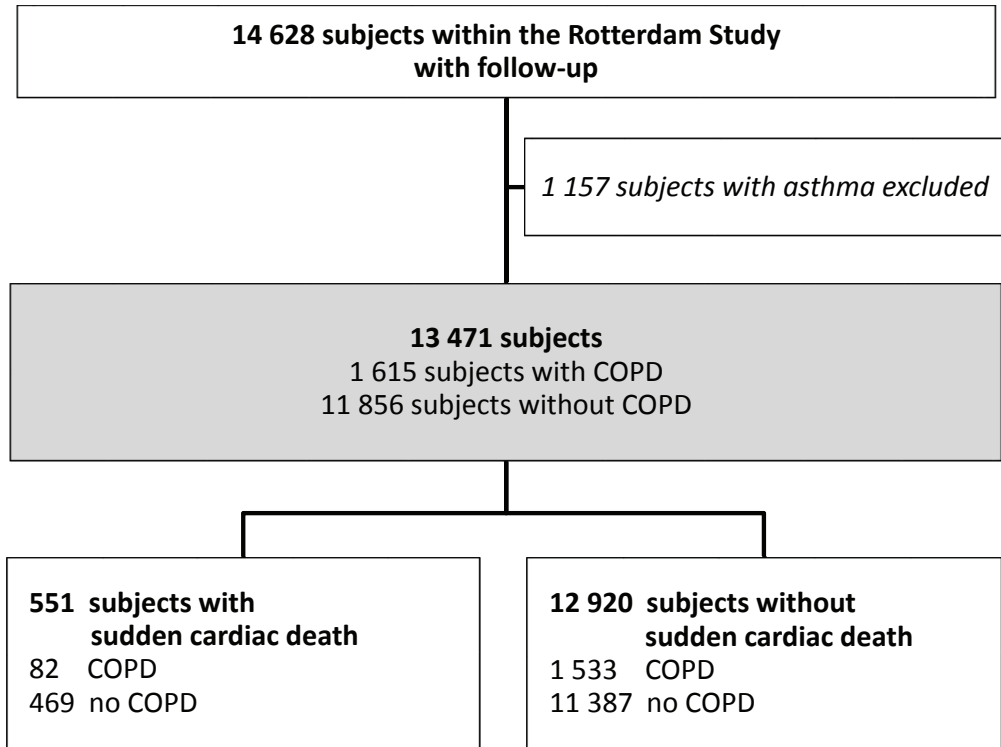 14 628 subjects within the Rotterdam Study
with follow-up
1 157 subjects with asthma excluded
13 471 subjects
1 615 subjects with COPD
11 856 subjects without COPD
551 subjects with
sudden cardiac death
82 COPD
469 no COPD
12 920 subjects without
sudden cardiac death
1 533 COPD
11 387 no COPD